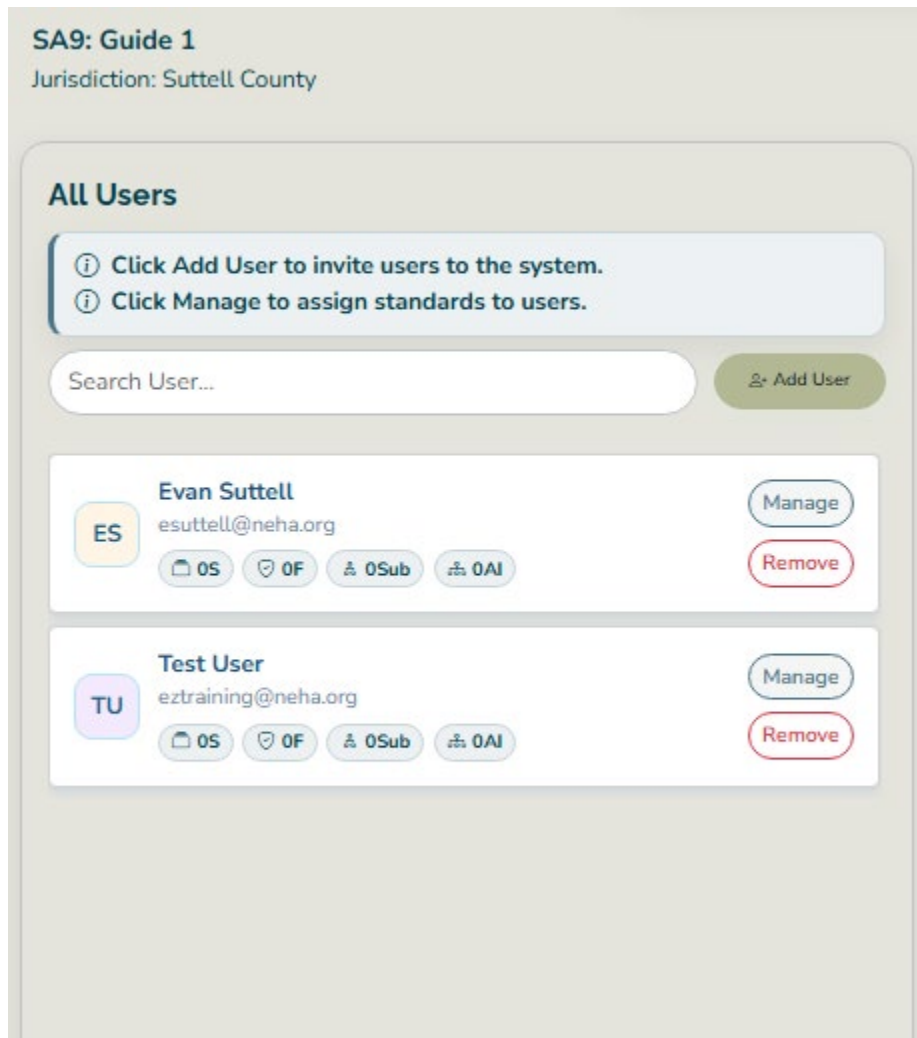 SA9: Guide 1
Jurisdiction: Suttell County
All Users
Click Add User to invite users to the system.
Click Manage to assign standards to users.
Search User...
Add User
ES
Evan Suttell
esuttell@neha.org
0S 0F 0Sub 0AI
Manage
Remove
TU
Test User
eztraining@neha.org
0S 0F 0Sub 0AI
Manage
Remove